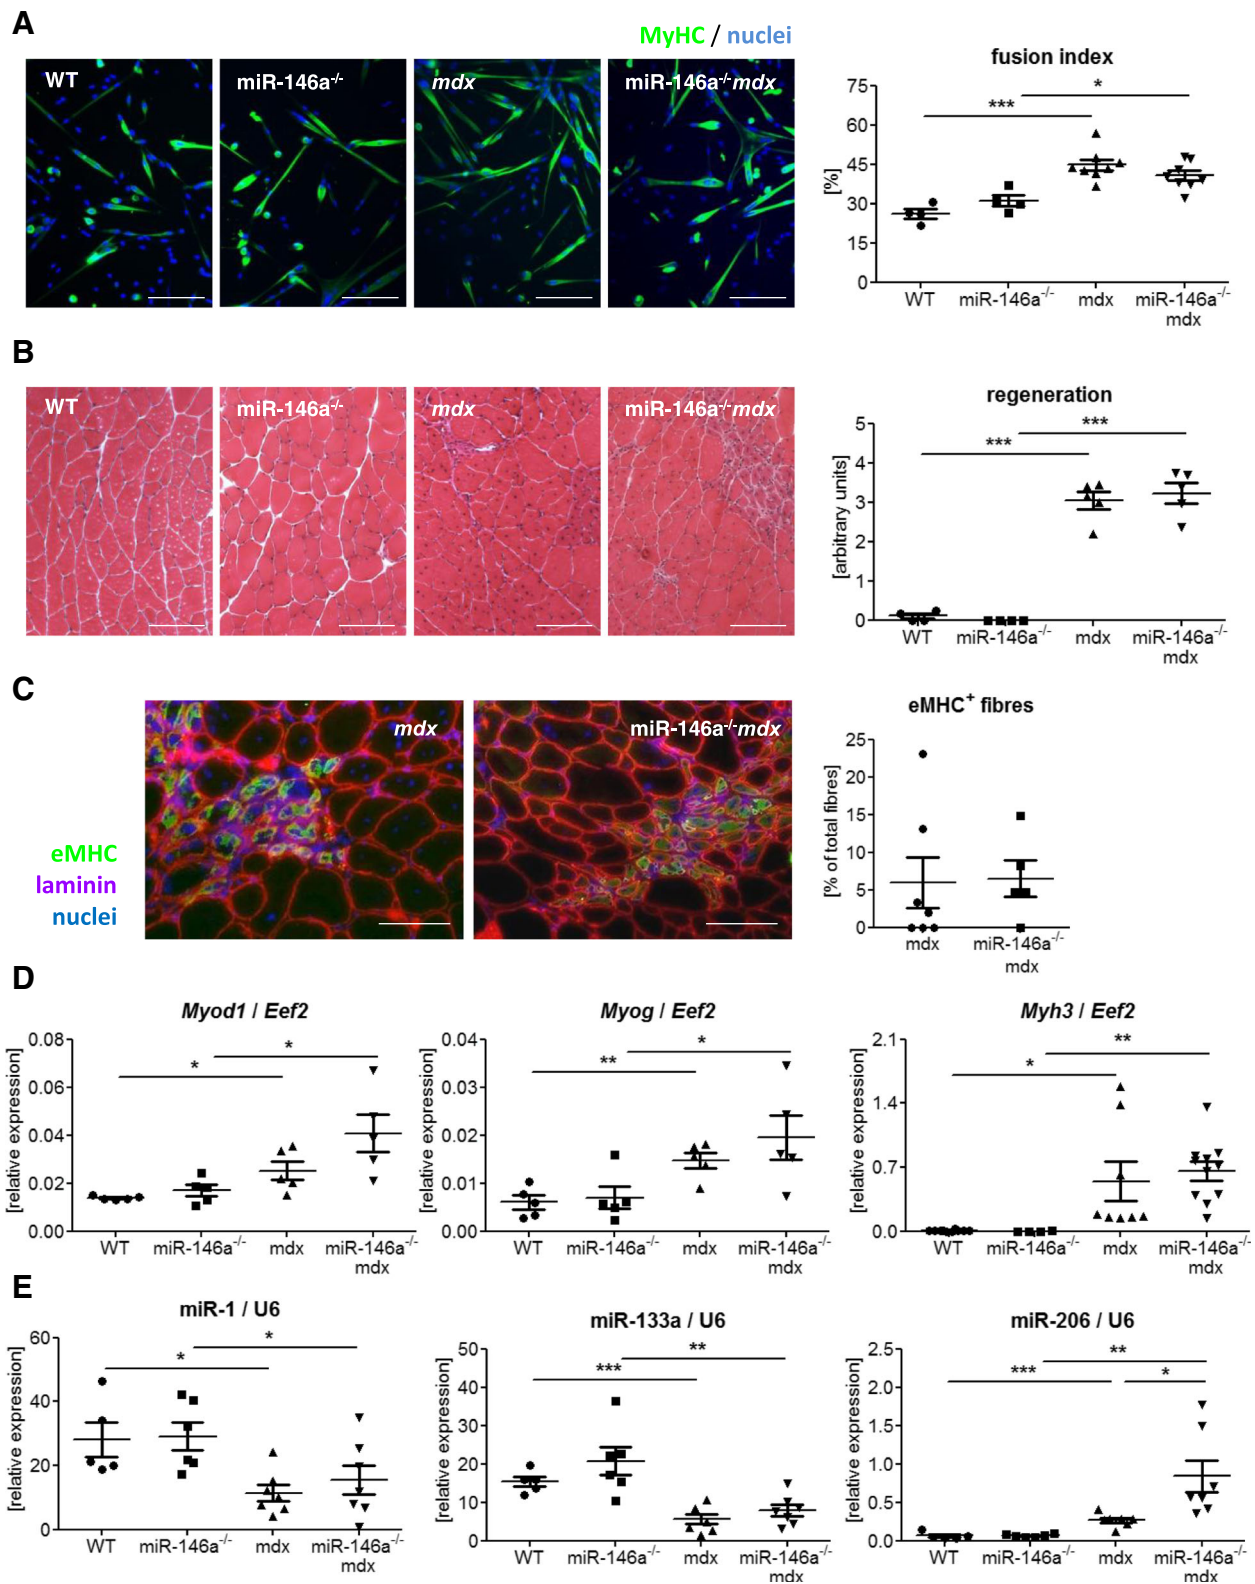 A
MyHC / nuclei
WT
miR-146a-/-
mdx
miR-146a-/-mdx
fusion index
***
*
75
60
45
30
15
0
[%]
WT
miR-146a-/-
mdx
miR-146a-/-
mdx
B
WT
miR-146a-/-
mdx
miR-146a-/-mdx
regeneration
***
***
5
4
3
2
1
0
[arbitrary units]
WT
miR-146a-/-
mdx
miR-146a-/-
mdx
C
mdx
miR-146a-/-mdx
eMHC
laminin
nuclei
eMHC+ fibres
25
20
15
10
5
0
[% of total fibres]
mdx
miR-146a-/-
mdx
D
Myod1 / Eef2
*
*
0.08
0.06
0.04
0.02
0.00
[relative expression]
WT
miR-146a-/-
mdx
miR-146a-/-
mdx
Myog / Eef2
*
**
0.04
0.03
0.02
0.01
0.00
[relative expression]
WT
miR-146a-/-
mdx
miR-146a-/-
mdx
Myh3 / Eef2
**
*
2.1
1.4
0.7
0.0
[relative expression]
WT
miR-146a-/-
mdx
miR-146a-/-
mdx
E
miR-1 / U6
*
*
60
40
20
0
[relative expression]
WT
miR-146a-/-
mdx
miR-146a-/-
mdx
miR-133a / U6
**
***
50
40
30
20
10
0
[relative expression]
WT
miR-146a-/-
mdx
miR-146a-/-
mdx
miR-206 / U6
**
***
*
2.5
2.0
1.5
1.0
0.5
0.0
[relative expression]
WT
miR-146a-/-
mdx
miR-146a-/-
mdx